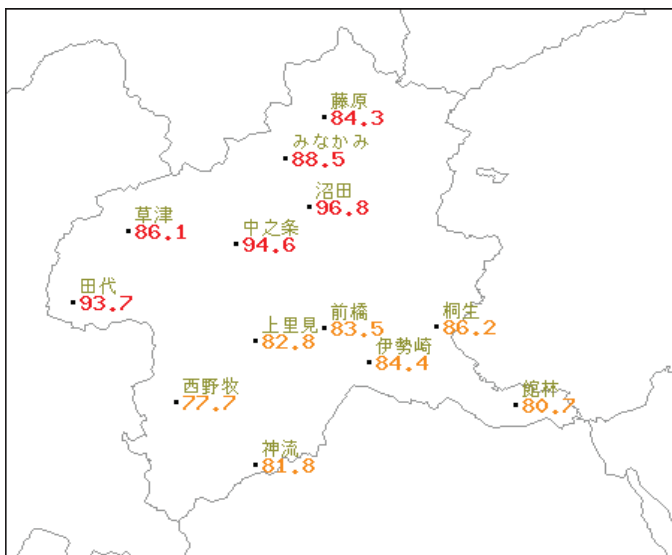 藤原
84.3
みなかみ
88.5
沼田
96.8
草津
86.1
中之条
94.6
田代
93.7
上里見
82.8
前橋
83.5
桐生
86.2
伊勢崎
84.4
西野牧
77.7
館林
80.7
神流
81.8